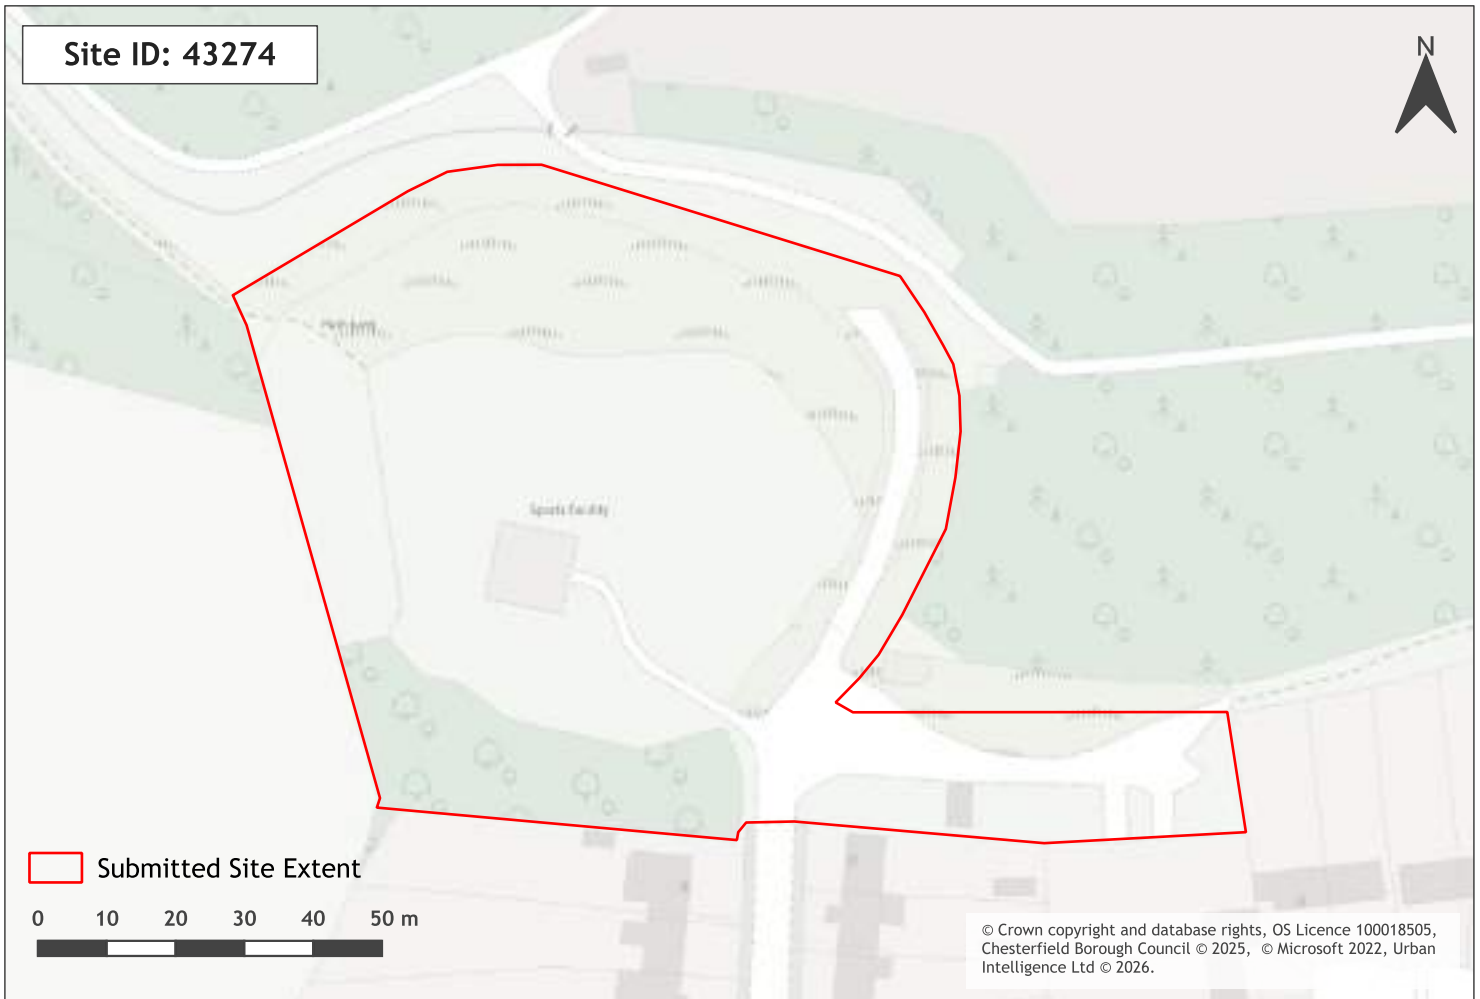 Site ID: 43274
N
Sports Facility
Submitted Site Extent
0 10 20 30 40 50 m
© Crown copyright and database rights, OS Licence 100018505,
Chesterfield Borough Council © 2025, © Microsoft 2022, Urban
Intelligence Ltd © 2026.